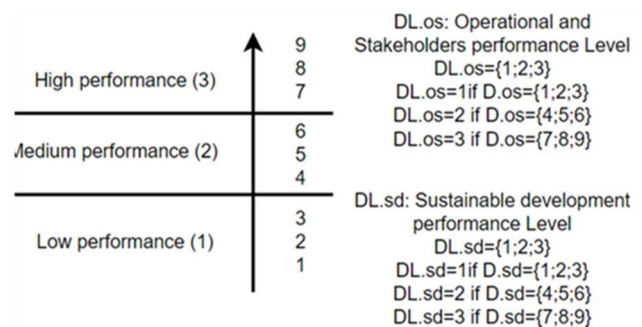 High performance (3)
9
8
7
Medium performance (2)
6
5
4
Low performance (1)
3
2
1
DL.os: Operational and
Stakeholders performance Level
DL.os={1;2;3}
DL.os=1if D.os={1;2;3}
DL.os=2 if D.os={4;5;6}
DL.os=3 if D.os={7;8;9}
DL.sd: Sustainable development
performance Level
DL.sd={1;2;3}
DL.sd=1if D.sd={1;2;3}
DL.sd=2 if D.sd={4;5;6}
DL.sd=3 if D.sd={7;8;9}